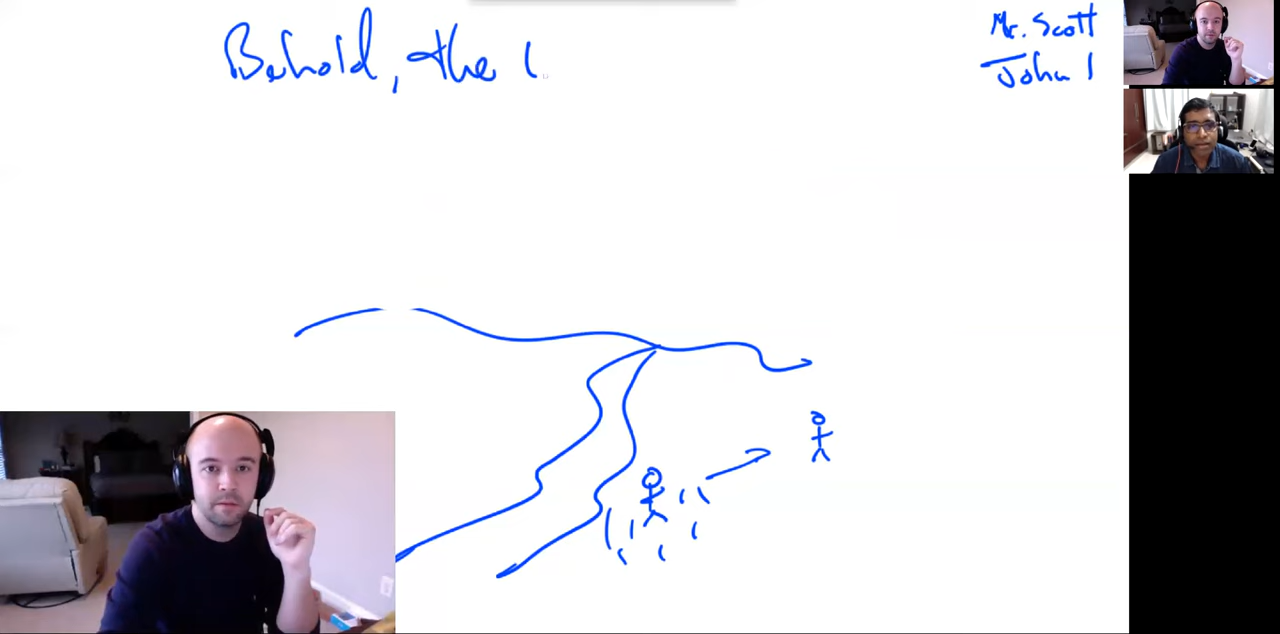 Behold, the
Mr. Scott
John 1